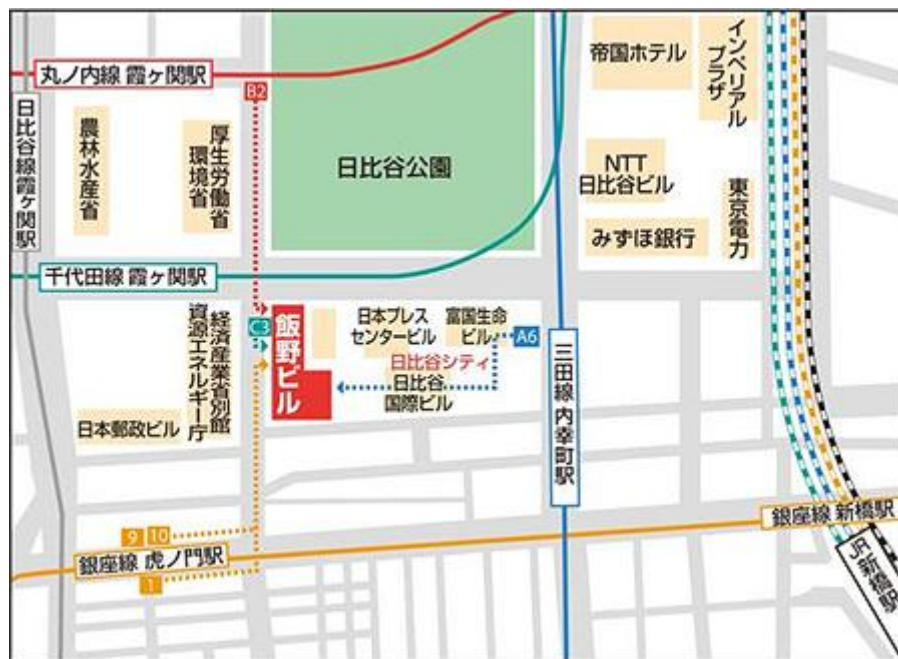 丸ノ内線 霞ヶ関駅
B2
日比谷線霞ヶ関駅
農林水産省
厚生労働省
環境省
日比谷公園
帝国ホテル
インペリアル
プラザ
NTT
日比谷ビル
みずほ銀行
東京電力
千代田線 霞ヶ関駅
C3
飯野ビル
経済産業省別館
資源エネルギー庁
日本郵政ビル
日本プレス
センタービル
富国生命
ビル
A6
日比谷シティ
日比谷
国際ビル
三田線 内幸町駅
9
10
銀座線 虎ノ門駅
1
銀座線 新橋駅
JR新橋駅